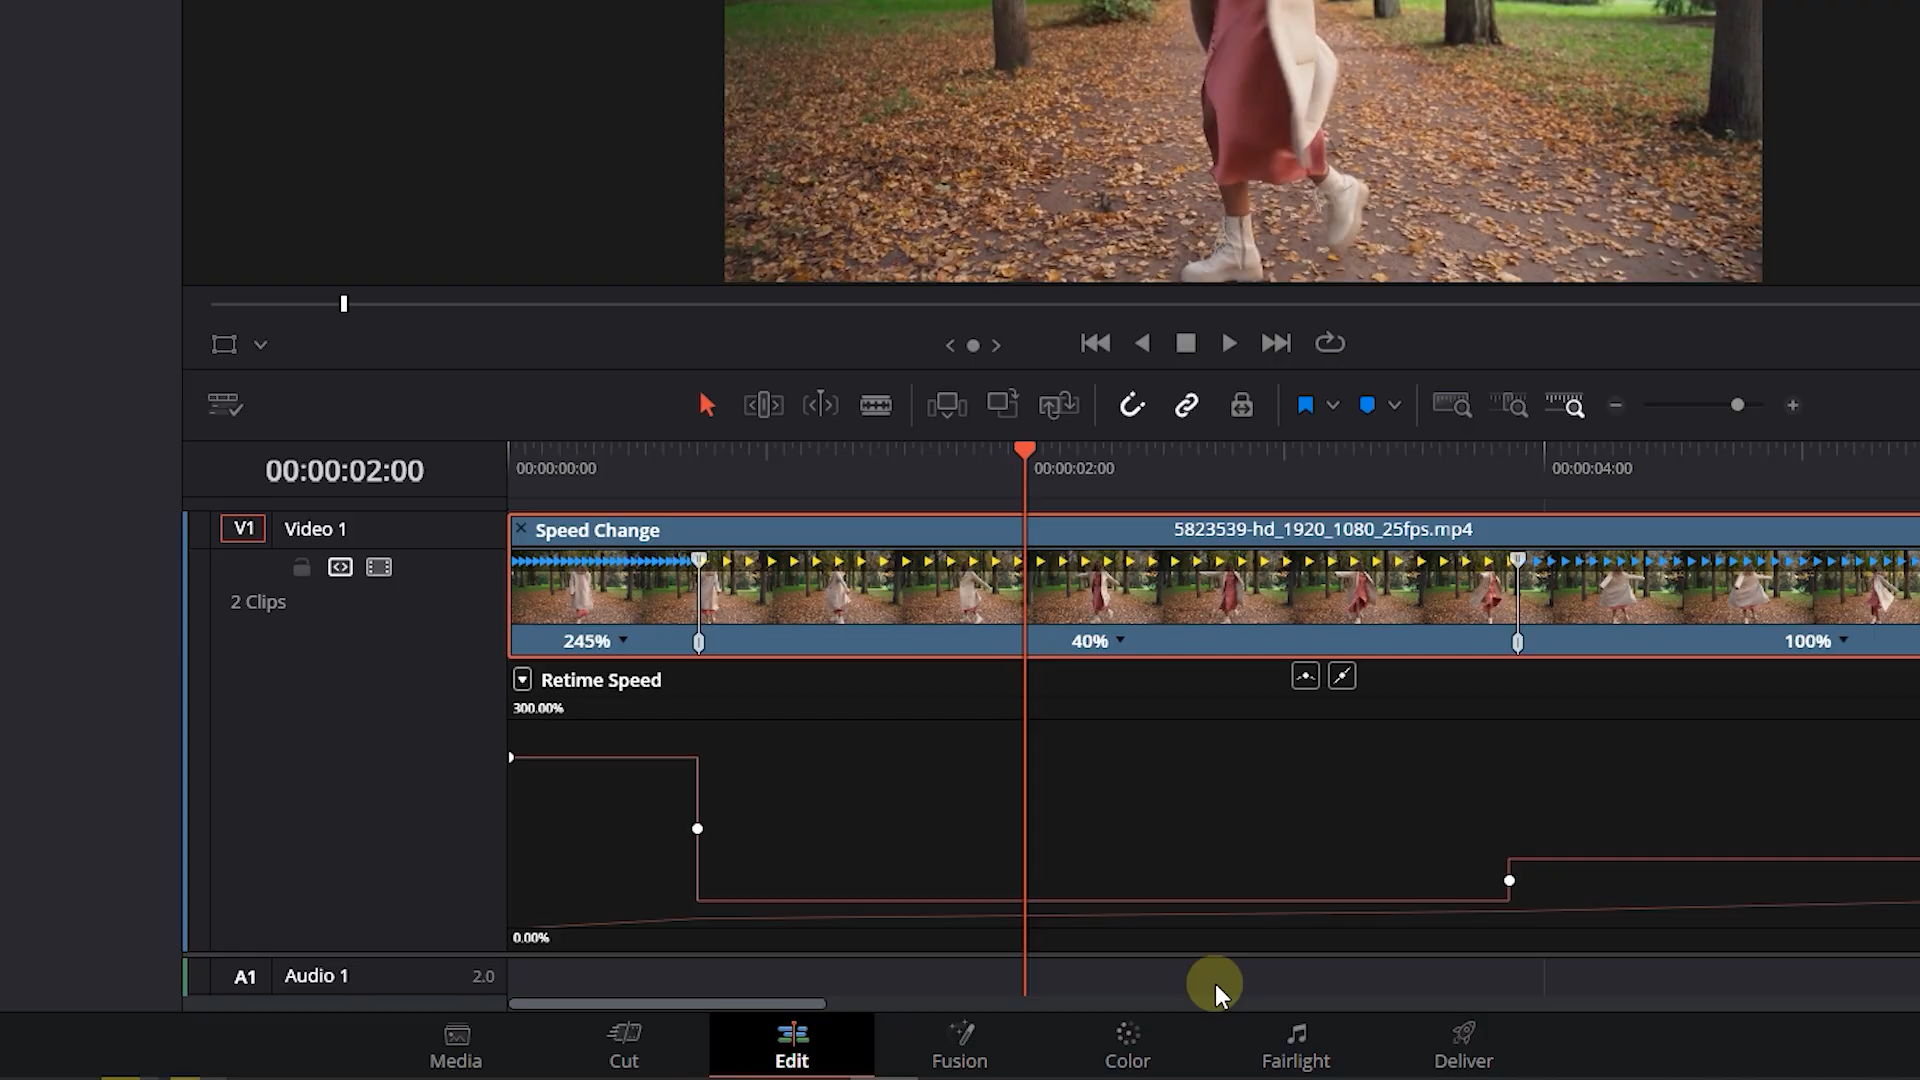 00:00:02:00
00:00:00:00
00:00:02:00
00:00:04:00
V1
Video 1
2 Clips
Speed Change
5823539-hd_1920_1080_25fps.mp4
245%
40%
100%
Retime Speed
300.00%
0.00%
A1
Audio 1
2.0
Media
Cut
Edit
Fusion
Color
Fairlight
Deliver